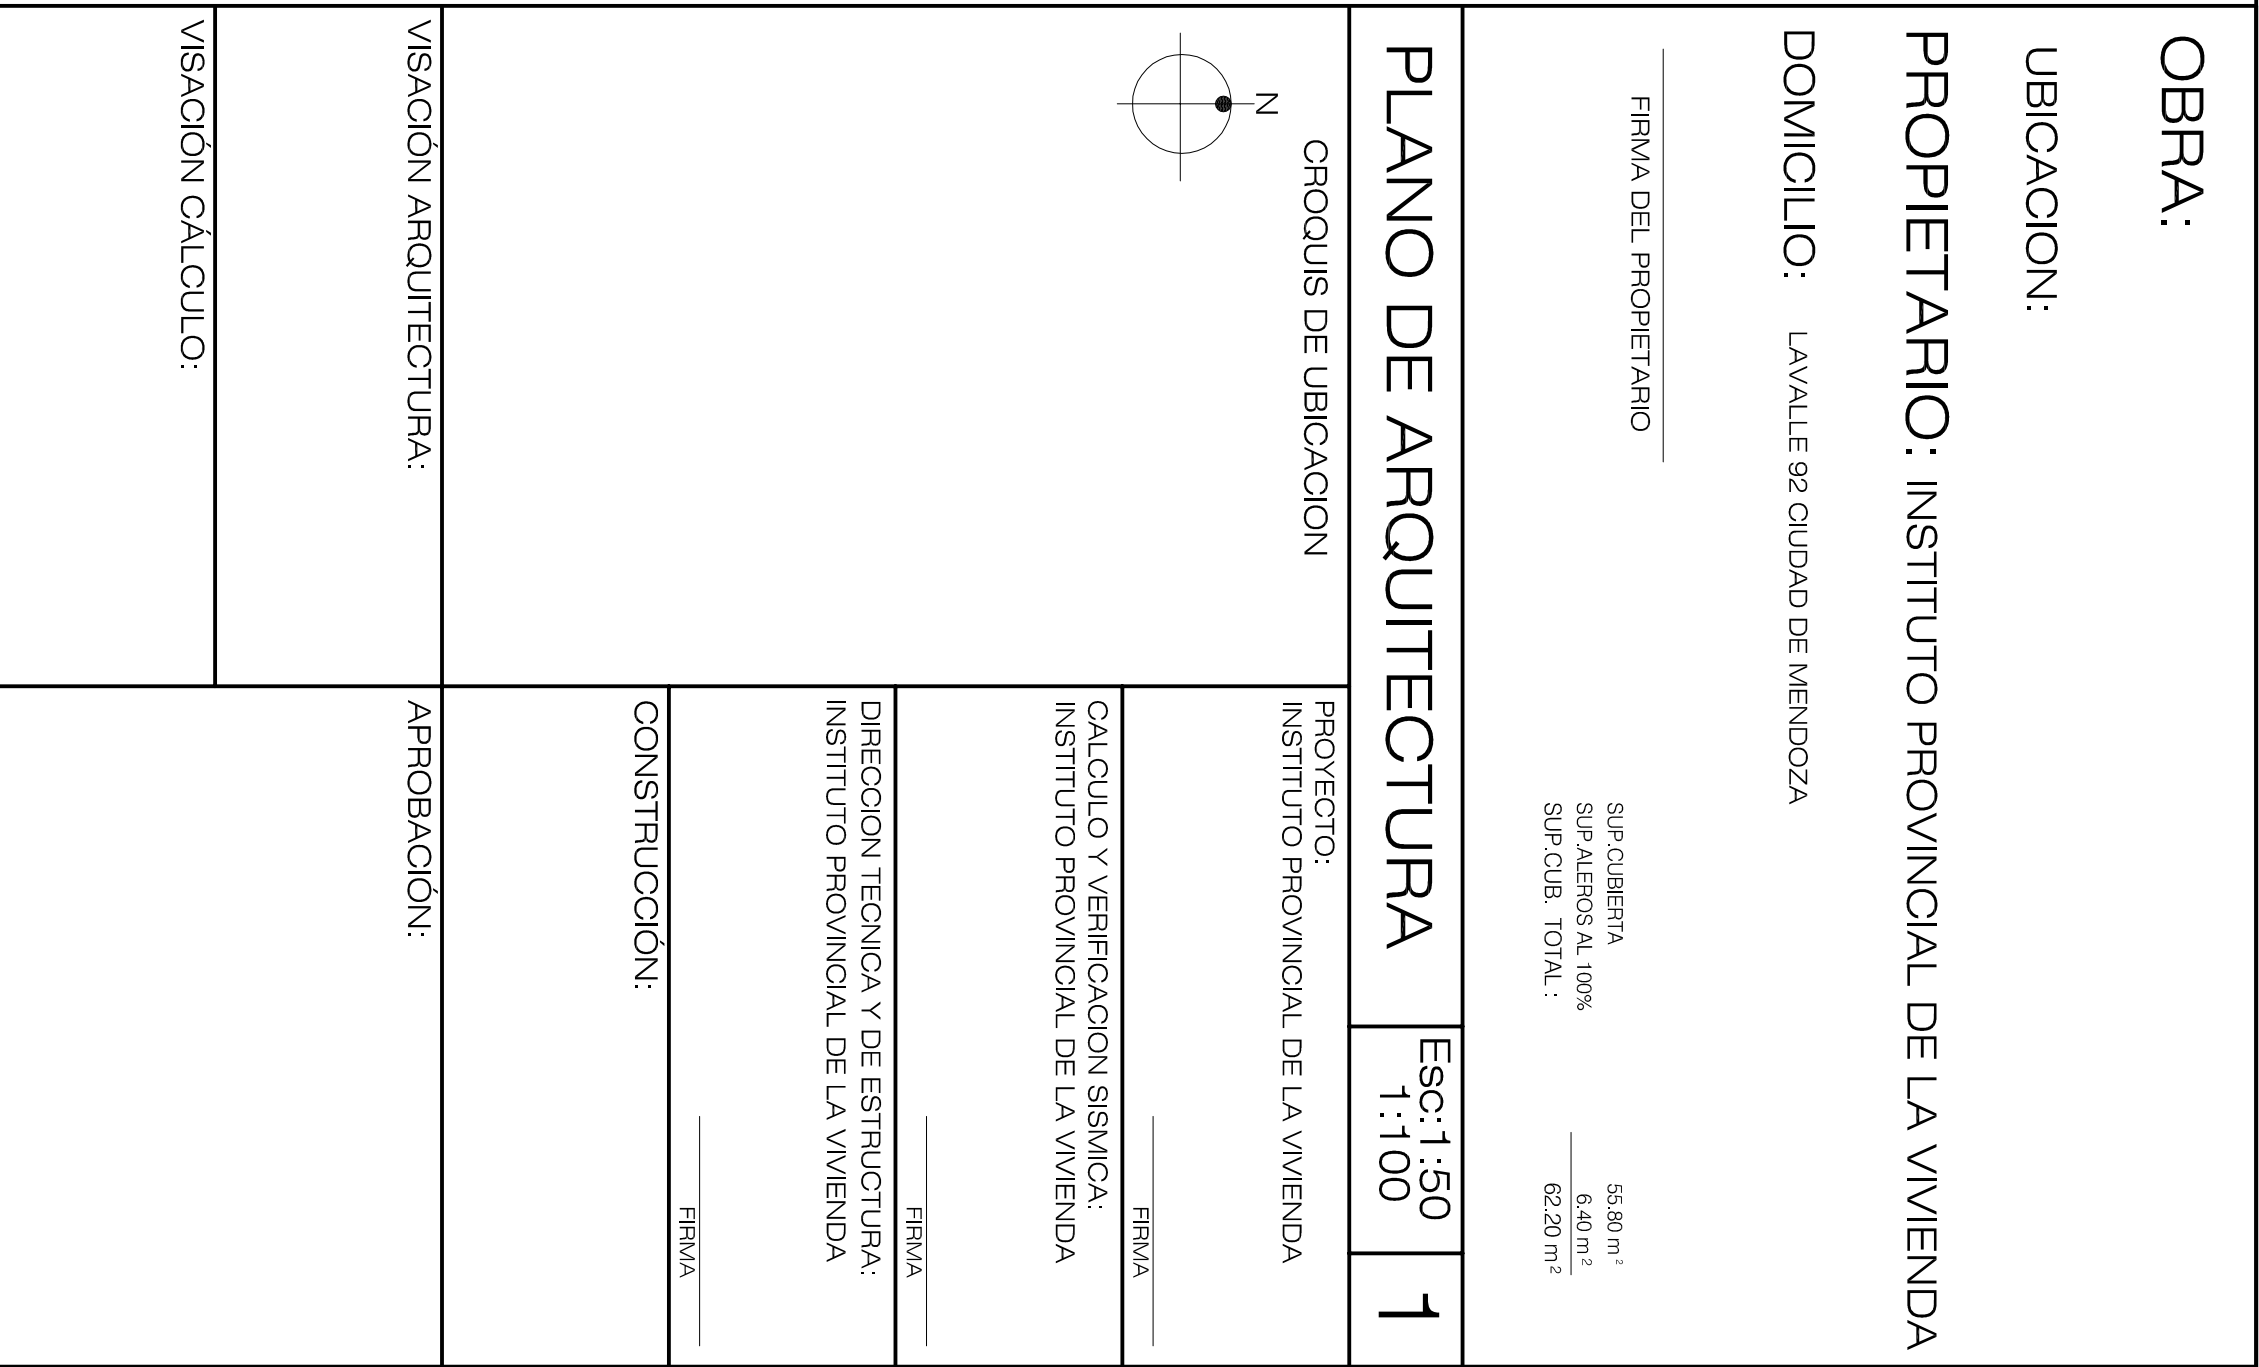 OBRA:
UBICACION:
PROPIETARIO: INSTITUTO PROVINCIAL DE LA VIVIENDA
DOMICILIO: LAVALLE 92 CIUDAD DE MENDOZA
FIRMA DEL PROPIETARIO
SUP.CUBIERTA 55.80 m²
SUP.ALEROS AL 100% 6.40 m²
SUP.CUB. TOTAL : 62.20 m²
PLANO DE ARQUITECTURA
Esc:1:50
1:100
1
CROQUIS DE UBICACION
N
PROYECTO:
INSTITUTO PROVINCIAL DE LA VIVIENDA
FIRMA
CALCULO Y VERIFICACION SISMICA:
INSTITUTO PROVINCIAL DE LA VIVIENDA
FIRMA
DIRECCION TECNICA Y DE ESTRUCTURA:
INSTITUTO PROVINCIAL DE LA VIVIENDA
FIRMA
CONSTRUCCIÓN:
VISACIÓN ARQUITECTURA:
VISACIÓN CÁLCULO:
APROBACIÓN: